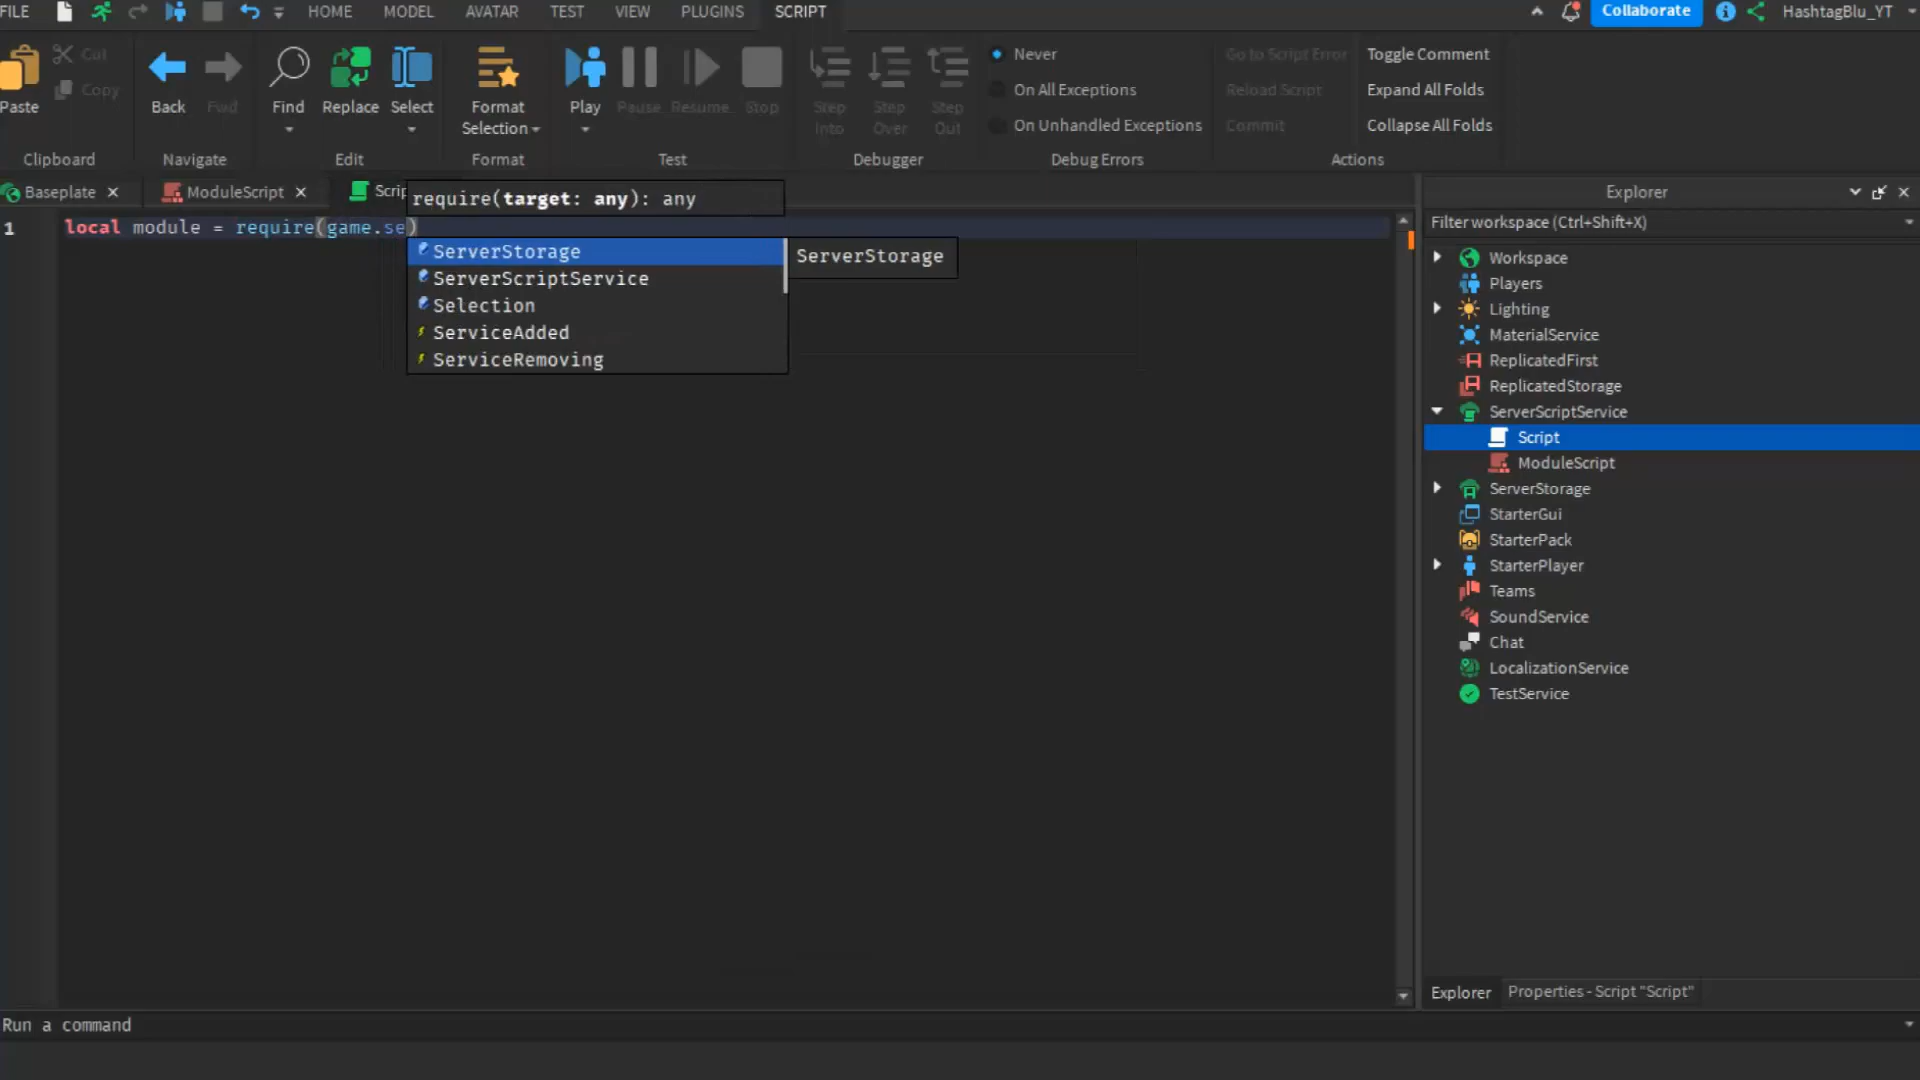 FILE HOME MODEL AVATAR TEST VIEW PLUGINS SCRIPT Collaborate HashtagBlu_YT
Paste Cut Copy
Clipboard
Back Fwd
Navigate
Find Replace Select
Edit
Format Selection
Format
Play Pause Resume Stop
Test
Step Into Step Over Step Out
Debugger
Never
On All Exceptions
On Unhandled Exceptions
Debug Errors
Go to Script Error
Reload Script
Commit
Toggle Comment
Expand All Folds
Collapse All Folds
Actions
Baseplate ModuleScript Scrip
require(target: any): any
1 local module = require(game.se)
ServerStorage
ServerScriptService
Selection
ServiceAdded
ServiceRemoving
ServerStorage
Explorer
Filter workspace (Ctrl+Shift+X)
Workspace
Players
Lighting
MaterialService
ReplicatedFirst
ReplicatedStorage
ServerScriptService
Script
ModuleScript
ServerStorage
StarterGui
StarterPack
StarterPlayer
Teams
SoundService
Chat
LocalizationService
TestService
Explorer Properties - Script "Script"
Run a command